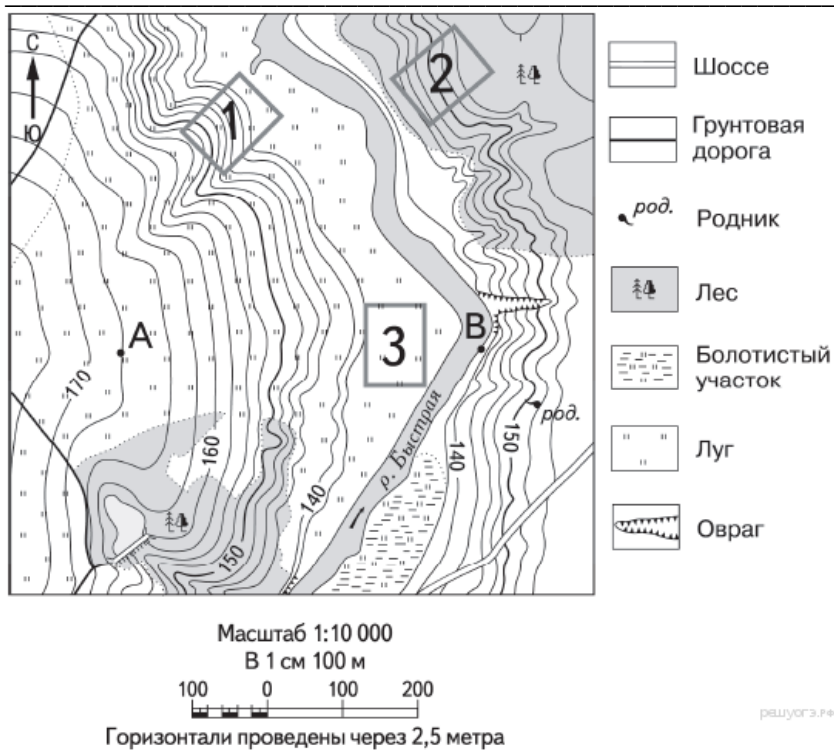 С
Ю
1
2
3
А
В
170
160
150
140
140
150
р. Быстрая
род.
Шоссе
Грунтовая
дорога
род.
Родник
Лес
Болотистый
участок
Луг
Овраг
Масштаб 1:10 000
В 1 см 100 м
100 0 100 200
Горизонтали проведены через 2,5 метра
решуогэ.рф